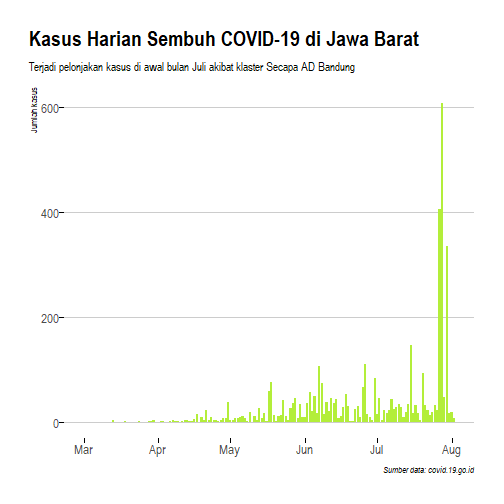 Kasus Harian Sembuh COVID-19 di Jawa Barat
Terjadi pelonjakan kasus di awal bulan Juli akibat klaster Secapa AD Bandung
Jumlah kasus
600
400
200
0
Mar Apr May Jun Jul Aug
Sumber data: covid.19.go.id